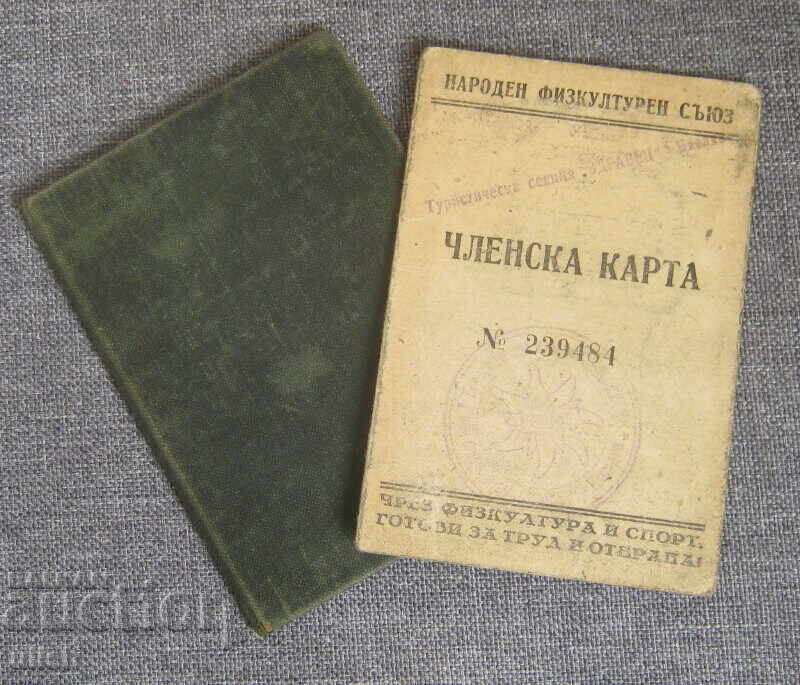 НАРОДЕН ФИЗКУЛТУРЕН СЪЮЗ
Туристическа секция
ЧЛЕНСКА КАРТА
№ 239484
ЧРЕЗ ФИЗКУЛТУРА И СПОРТ,
ГОТОВИ ЗА ТРУД И ОТБРАНА!